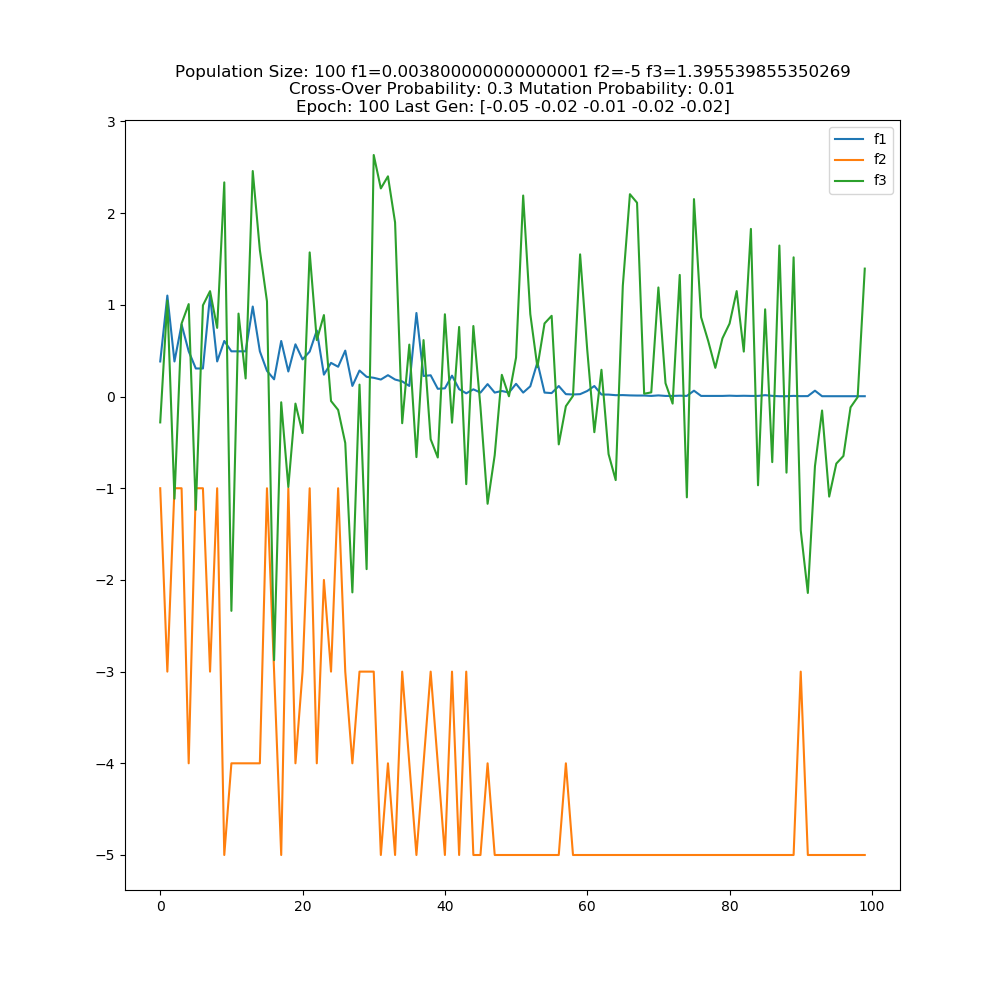 Population Size: 100 f1=0.003800000000000001 f2=-5 f3=1.395539855350269
Cross-Over Probability: 0.3 Mutation Probability: 0.01
Epoch: 100 Last Gen: [-0.05 -0.02 -0.01 -0.02 -0.02]
f1
f2
f3
3
2
1
0
−1
−2
−3
−4
−5
0
20
40
60
80
100